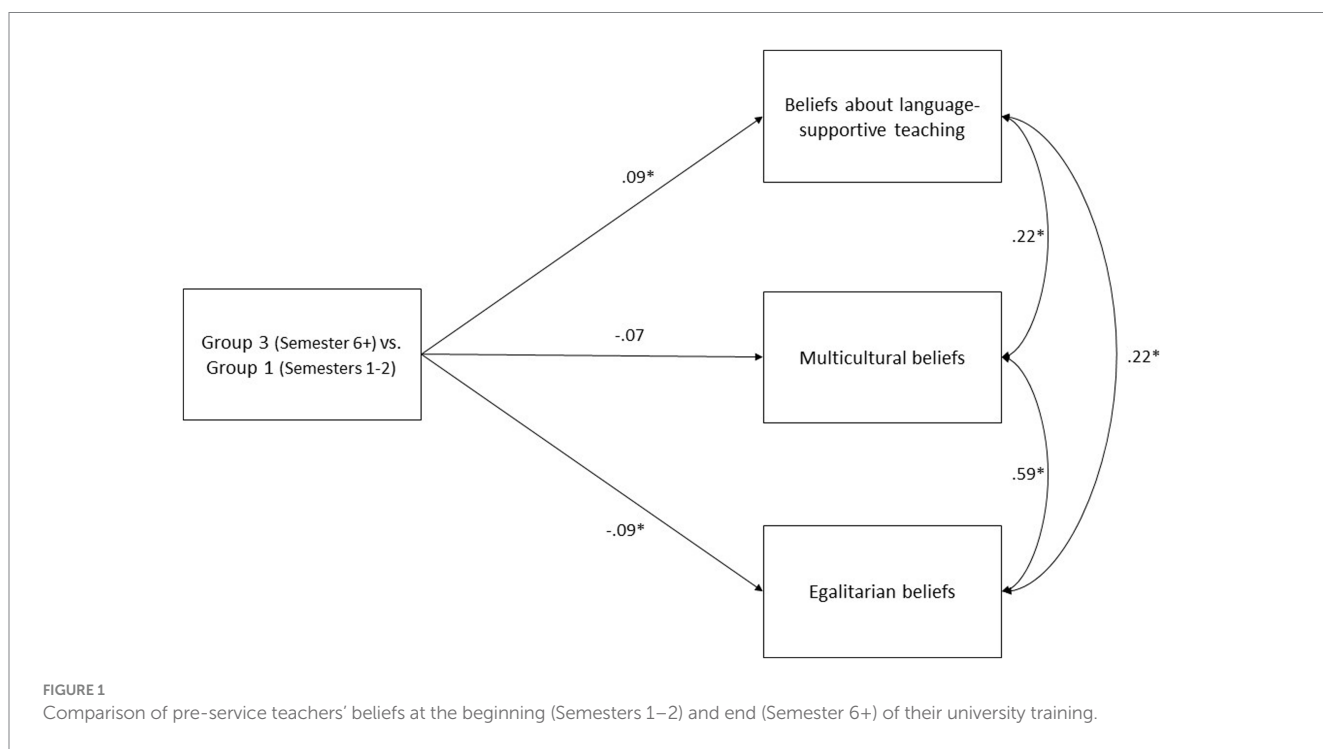 Beliefs about language-
supportive teaching
.09*
.22*
Group 3 (Semester 6+) vs.
Group 1 (Semesters 1-2)
-.07
Multicultural beliefs
.22*
.59*
-.09*
Egalitarian beliefs
FIGURE 1
Comparison of pre-service teachers’ beliefs at the beginning (Semesters 1–2) and end (Semester 6+) of their university training.